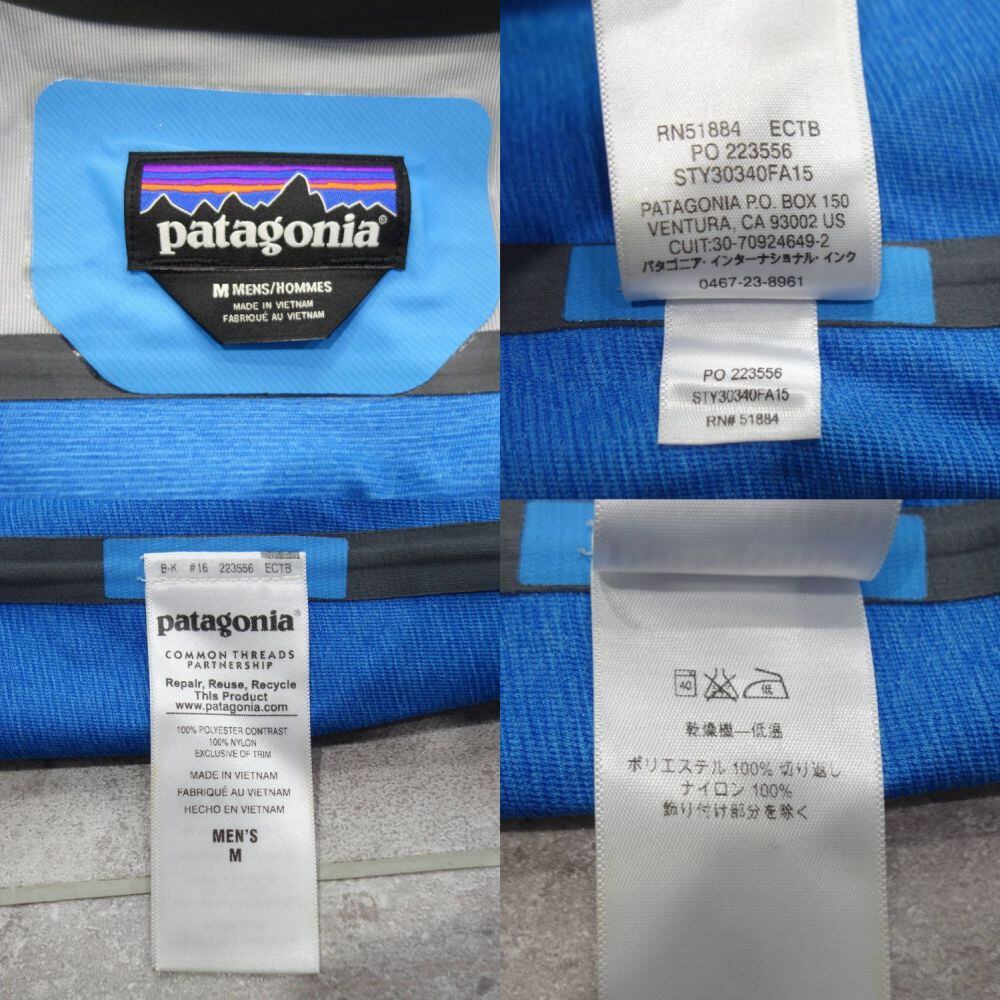 patagonia®
M MENS/HOMMES
MADE IN VIETNAM
FABRIQUÉ AU VIETNAM
RN51884 ECTB
PO 223556
STY30340FA15
PATAGONIA P.O. BOX 150
VENTURA, CA 93002 US
CUIT:30-70924649-2
パタゴニア・インターナショナル・インク
0467-23-8961
PO 223556
STY30340FA15
RN# 51884
B-K #16 223556 ECTB
patagonia®
COMMON THREADS
PARTNERSHIP
Repair, Reuse, Recycle
This Product
www.patagonia.com
100% POLYESTER CONTRAST
100% NYLON
EXCLUSIVE OF TRIM
MADE IN VIETNAM
FABRIQUÉ AU VIETNAM
HECHO EN VIETNAM
MEN'S
M
40 低
乾燥機—低温
ポリエステル 100% 切り返し
ナイロン 100%
飾り付け部分を除く